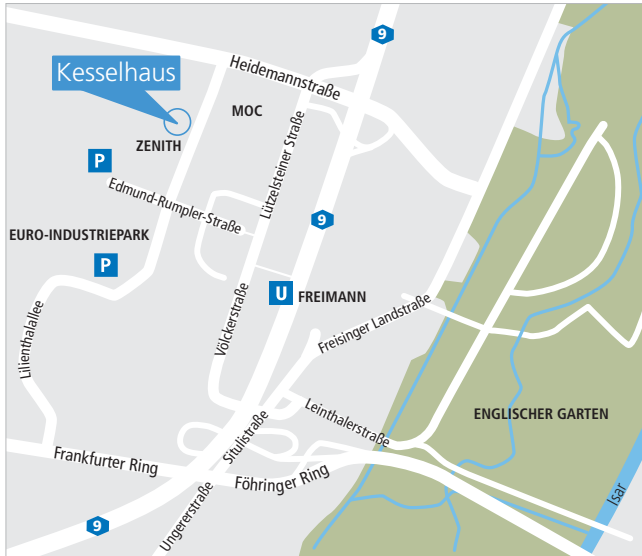 9
Heidemannstraße
Kesselhaus
MOC
ZENITH
P
Lützelsteiner Straße
Edmund-Rumpler-Straße
9
EURO-INDUSTRIEPARK
P
U
FREIMANN
Lilienthalallee
Völckerstraße
Freisinger Landstraße
Leinthalerstraße
ENGLISCHER GARTEN
Situlistraße
Frankfurter Ring
Föhringer Ring
Ungererstraße
Isar
9